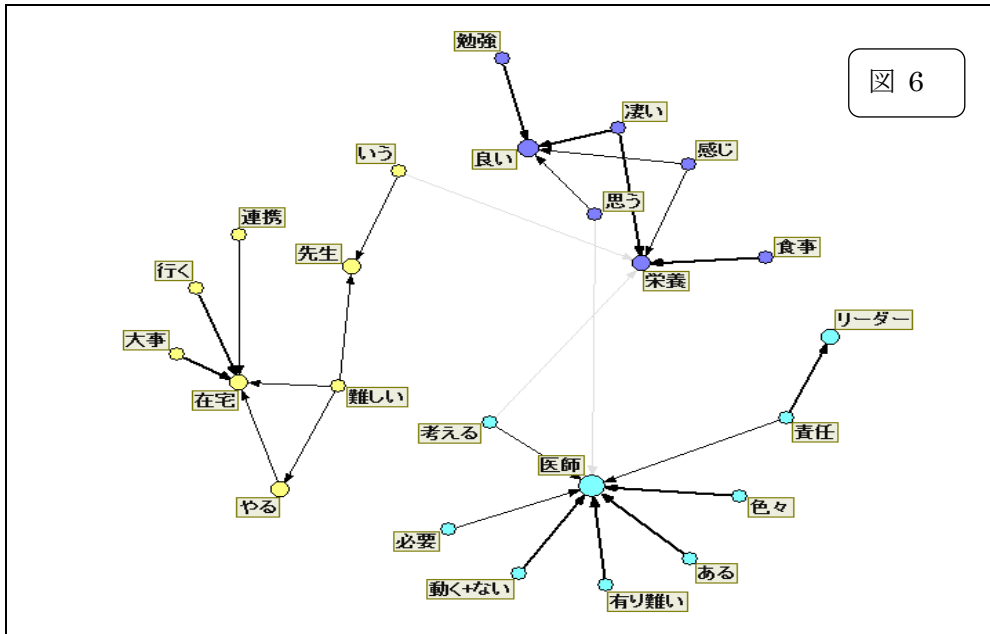 勉強
図 6
凄い
いう
良い
感じ
思う
連携
先生
食事
行く
栄養
リーダー
大事
在宅
難しい
考える
責任
医師
やる
色々
必要
ある
動く+ない
有り難い